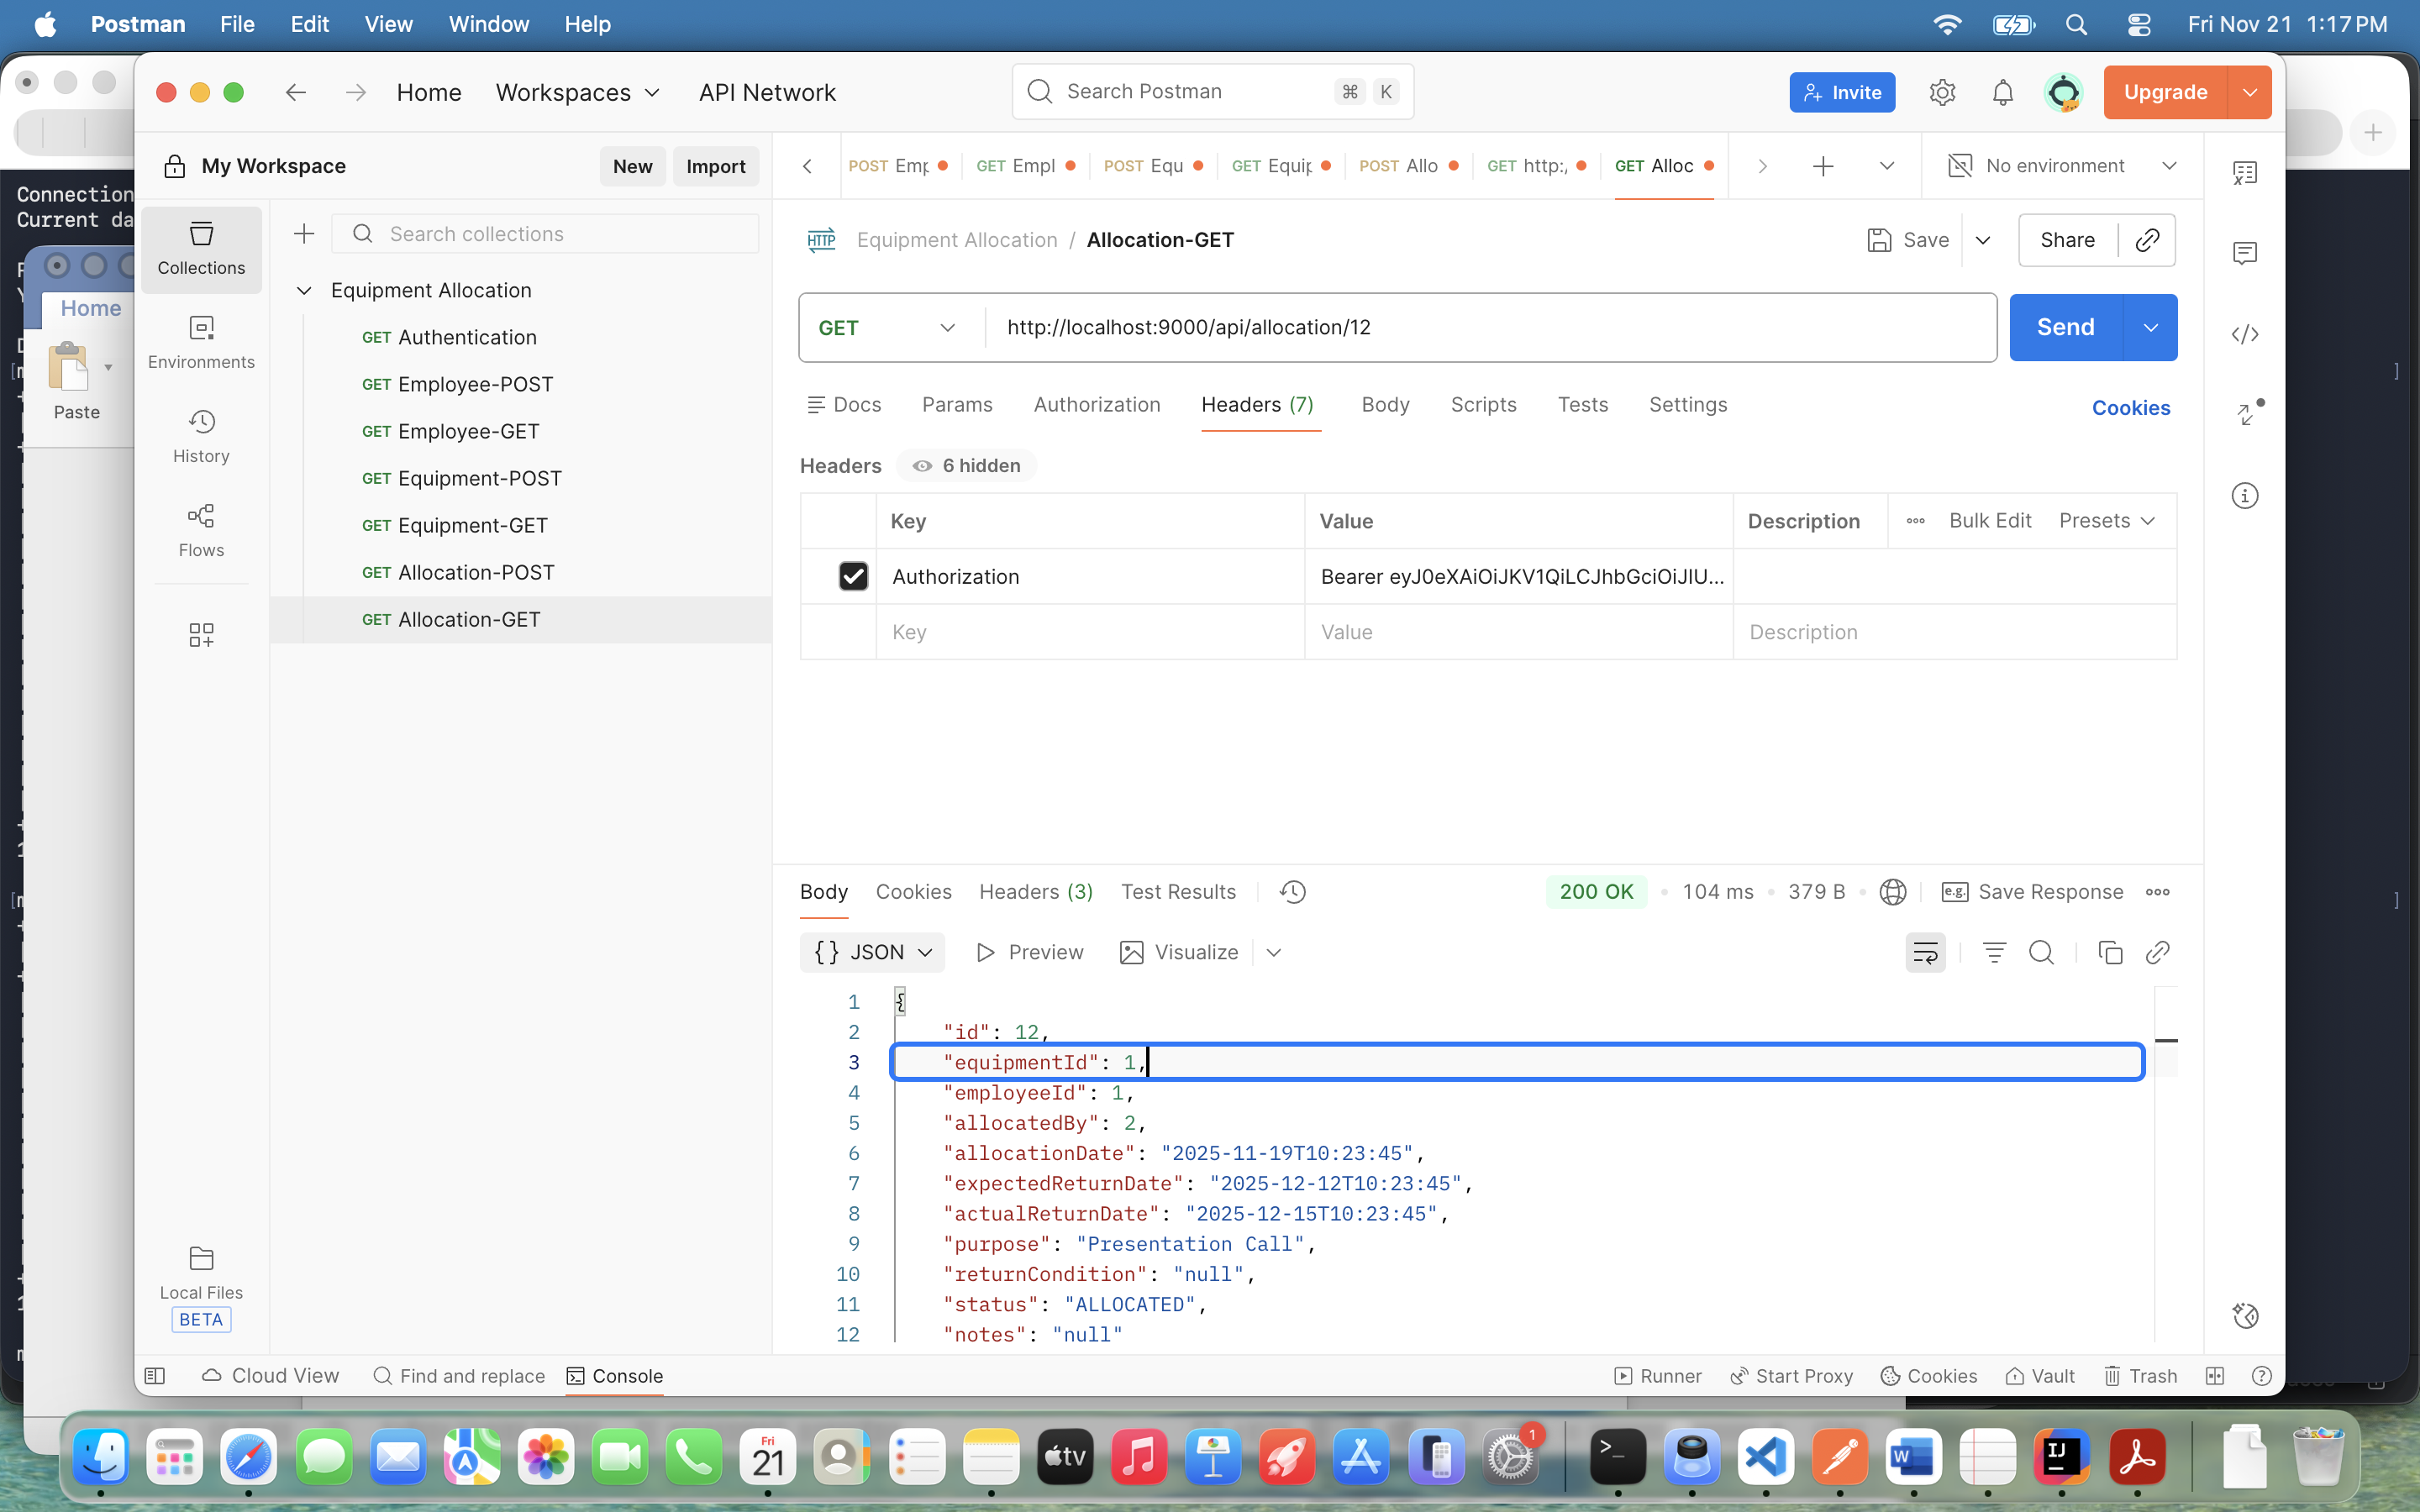 Postman File Edit View Window Help Fri Nov 21 1:17 PM
Home Workspaces API Network Search Postman ⌘ K Invite Upgrade
Connection
Current da
Home
Paste
My Workspace New Import
POST Emp GET Empl POST Equ GET Equip POST Allo GET http:/ GET Alloc No environment
Collections
Environments
History
Flows
Local Files
BETA
Search collections
Equipment Allocation
GET Authentication
GET Employee-POST
GET Employee-GET
GET Equipment-POST
GET Equipment-GET
GET Allocation-POST
GET Allocation-GET
HTTP Equipment Allocation / Allocation-GET Save Share
GET http://localhost:9000/api/allocation/12 Send
Docs Params Authorization Headers (7) Body Scripts Tests Settings Cookies
Headers 6 hidden
Key Value Description Bulk Edit Presets
Authorization Bearer eyJ0eXAiOiJKV1QiLCJhbGciOiJIU...
Key Value Description
Body Cookies Headers (3) Test Results 200 OK 104 ms 379 B e.g. Save Response
{} JSON Preview Visualize
1 {
2 "id": 12,
3 "equipmentId": 1,
4 "employeeId": 1,
5 "allocatedBy": 2,
6 "allocationDate": "2025-11-19T10:23:45",
7 "expectedReturnDate": "2025-12-12T10:23:45",
8 "actualReturnDate": "2025-12-15T10:23:45",
9 "purpose": "Presentation Call",
10 "returnCondition": "null",
11 "status": "ALLOCATED",
12 "notes": "null"
Cloud View Find and replace Console Runner Start Proxy Cookies Vault Trash
Fri
21
tv
1
W
IJ